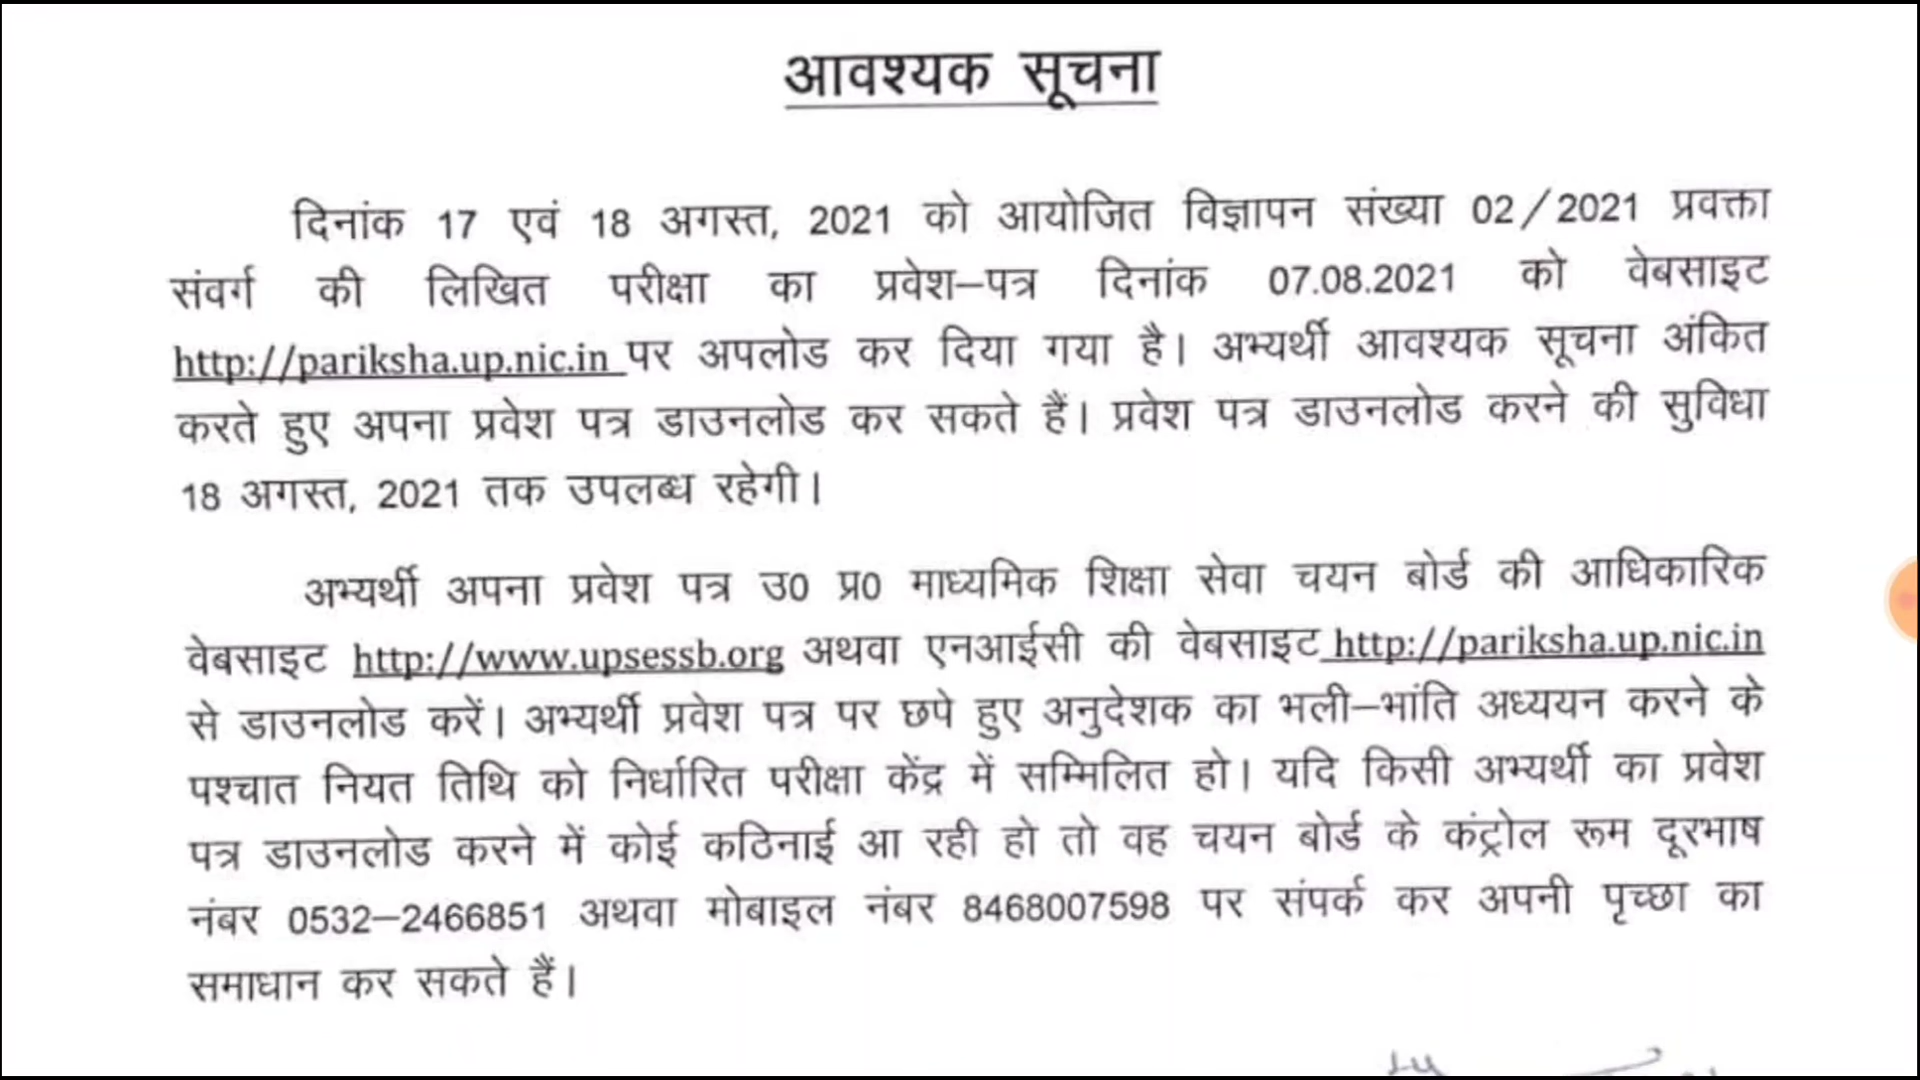 आवश्यक सूचना
दिनांक 17 एवं 18 अगस्त, 2021 को आयोजित विज्ञापन संख्या 02/2021 प्रवक्ता
संवर्ग की लिखित परीक्षा का प्रवेश–पत्र दिनांक 07.08.2021 को वेबसाइट
http://pariksha.up.nic.in पर अपलोड कर दिया गया है। अभ्यर्थी आवश्यक सूचना अंकित
करते हुए अपना प्रवेश पत्र डाउनलोड कर सकते हैं। प्रवेश पत्र डाउनलोड करने की सुविधा
18 अगस्त, 2021 तक उपलब्ध रहेगी।
अभ्यर्थी अपना प्रवेश पत्र उ0 प्र0 माध्यमिक शिक्षा सेवा चयन बोर्ड की आधिकारिक
वेबसाइट http://www.upsessb.org अथवा एनआईसी की वेबसाइट http://pariksha.up.nic.in
से डाउनलोड करें। अभ्यर्थी प्रवेश पत्र पर छपे हुए अनुदेशक का भली–भांति अध्ययन करने के
पश्चात नियत तिथि को निर्धारित परीक्षा केंद्र में सम्मिलित हो। यदि किसी अभ्यर्थी का प्रवेश
पत्र डाउनलोड करने में कोई कठिनाई आ रही हो तो वह चयन बोर्ड के कंट्रोल रूम दूरभाष
नंबर 0532–2466851 अथवा मोबाइल नंबर 8468007598 पर संपर्क कर अपनी पृच्छा का
समाधान कर सकते हैं।